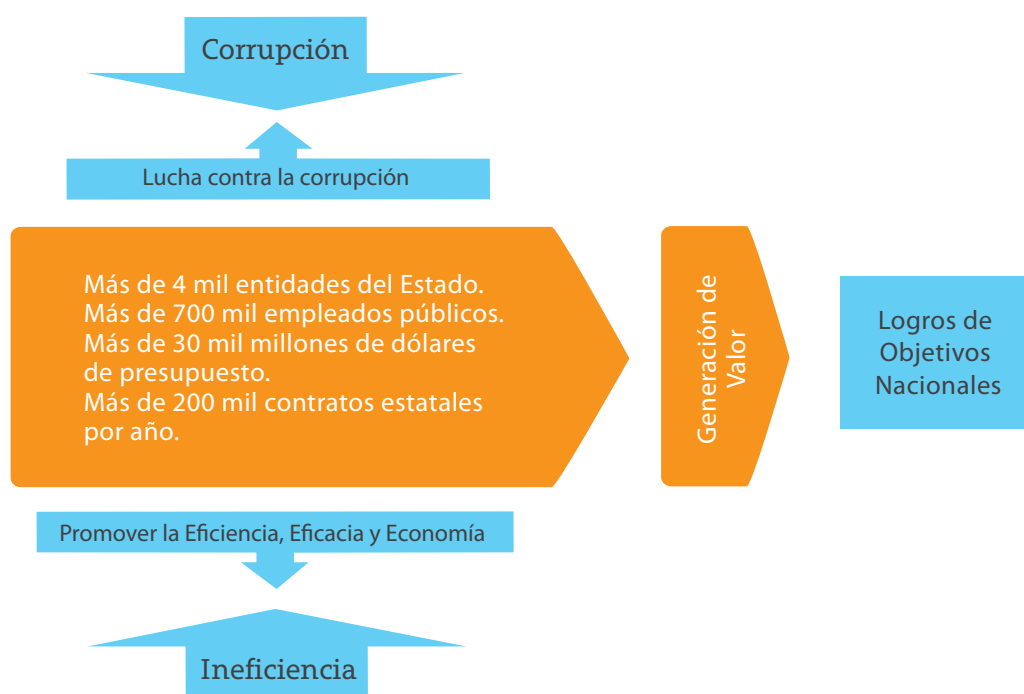 Corrupción
Lucha contra la corrupción
Más de 4 mil entidades del Estado.
Más de 700 mil empleados públicos.
Más de 30 mil millones de dólares
de presupuesto.
Más de 200 mil contratos estatales
por año.
Generación de
Valor
Logros de
Objetivos
Nacionales
Promover la Eficiencia, Eficacia y Economía
Ineficiencia